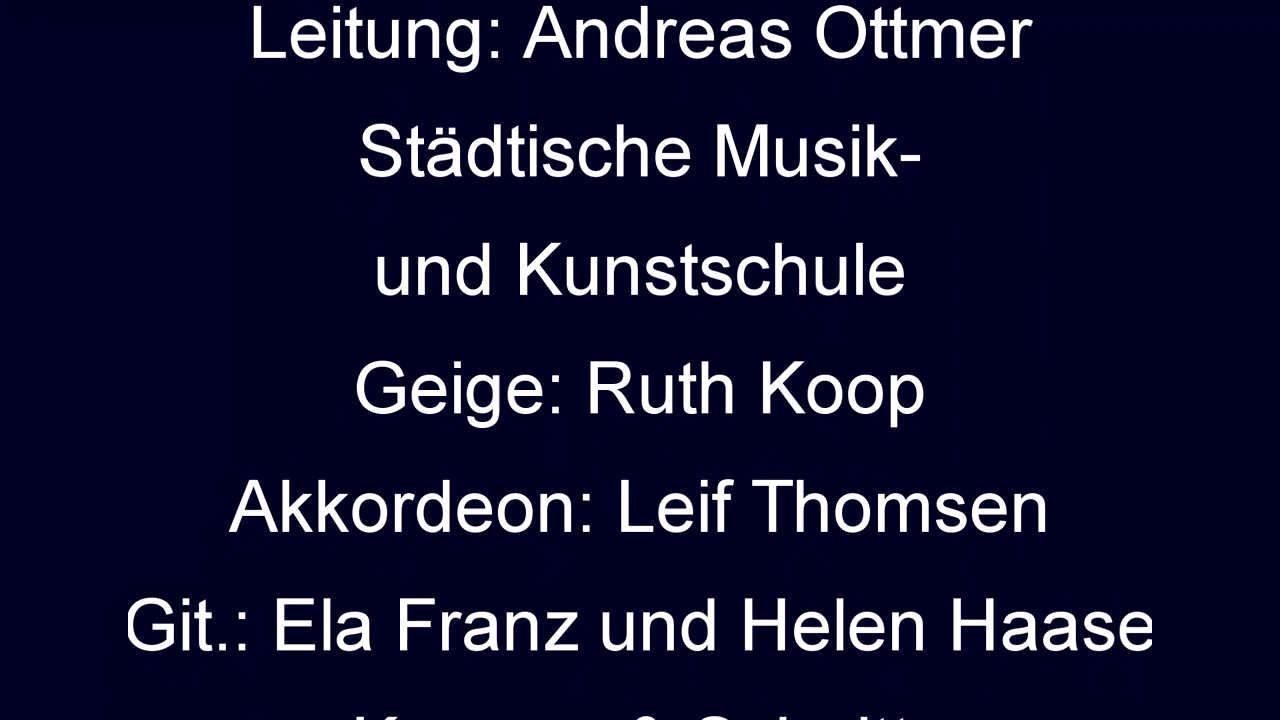 Leitung: Andreas Ottmer
Städtische Musik-
und Kunstschule
Geige: Ruth Koop
Akkordeon: Leif Thomsen
Git.: Ela Franz und Helen Haase